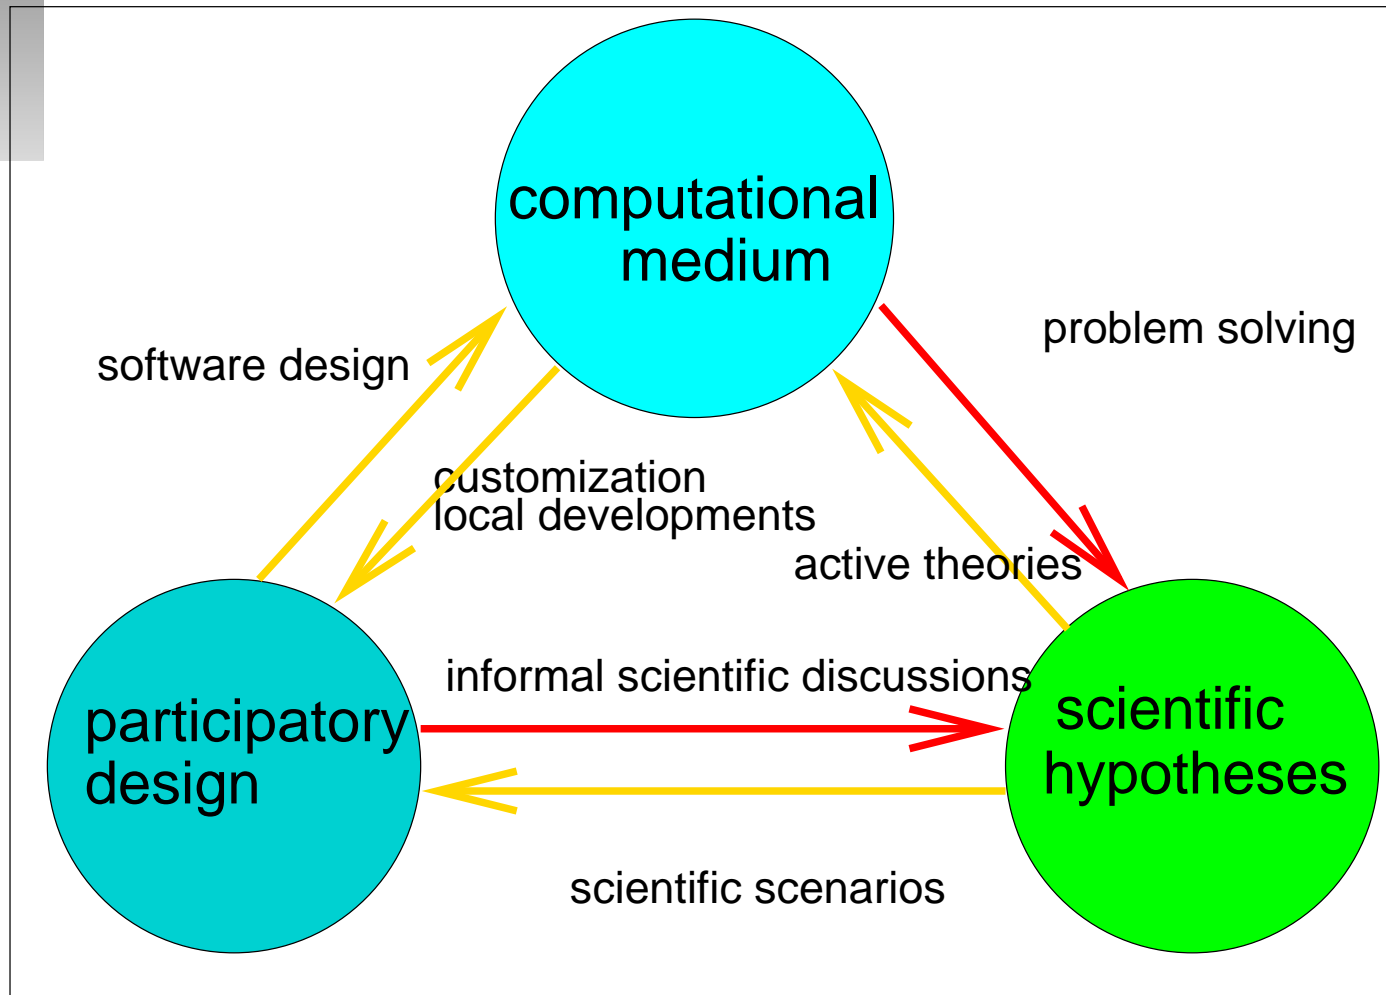 computational
medium
problem solving
software design
customization
local developments
active theories
informal scientific discussions
participatory
design
scientific
hypotheses
scientific scenarios